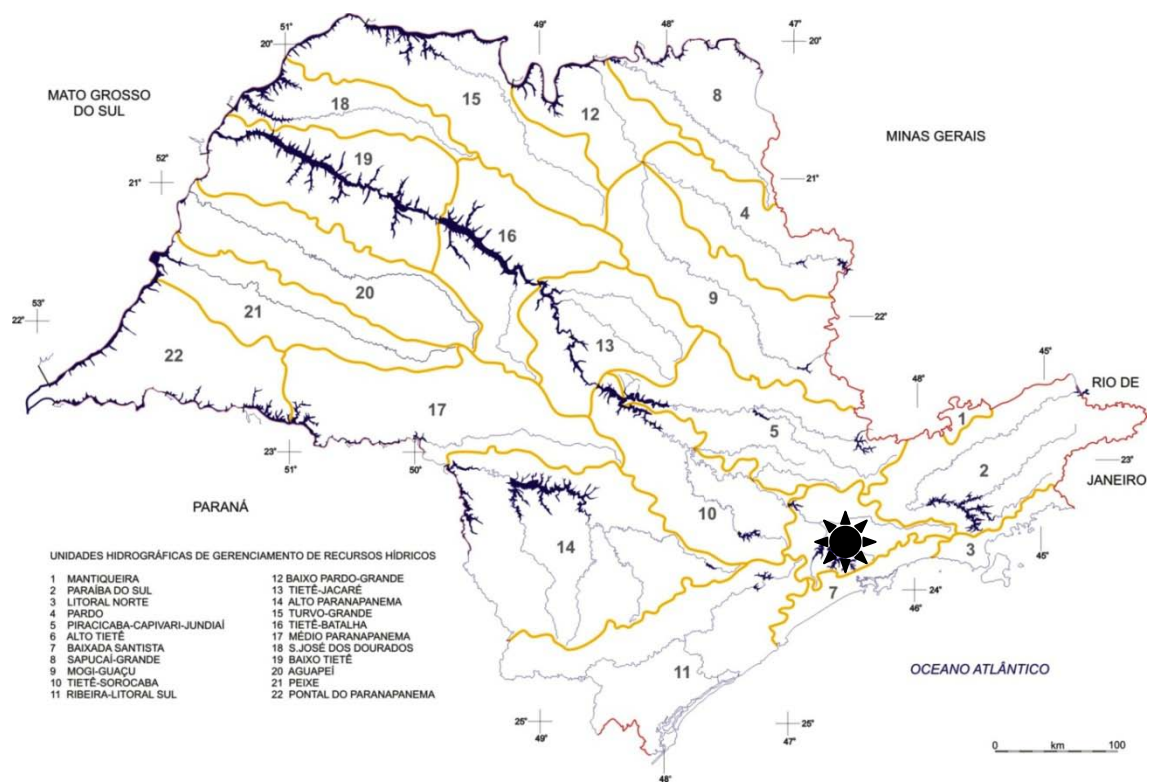 51°
20°
49°
48°
47°
20°
MATO GROSSO
DO SUL
18
15
12
8
MINAS GERAIS
52°
21°
19
21°
4
16
53°
22°
20
21
9
22°
13
22
17
48°
45°
RIO DE
1
5
2
23°
51°
50°
23°
JANEIRO
PARANÁ
10
14
3
45°
7
24°
46°
11
OCEANO ATLÂNTICO
25°
49°
25°
47°
48°
0 km 100
UNIDADES HIDROGRÁFICAS DE GERENCIAMENTO DE RECURSOS HÍDRICOS
1 MANTIQUEIRA
2 PARAÍBA DO SUL
3 LITORAL NORTE
4 PARDO
5 PIRACICABA-CAPIVARI-JUNDIAÍ
6 ALTO TIETÊ
7 BAIXADA SANTISTA
8 SAPUCAÍ-GRANDE
9 MOGI-GUAÇU
10 TIETÊ-SOROCABA
11 RIBEIRA-LITORAL SUL
12 BAIXO PARDO-GRANDE
13 TIETÊ-JACARÉ
14 ALTO PARANAPANEMA
15 TURVO-GRANDE
16 TIETÊ-BATALHA
17 MÉDIO PARANAPANEMA
18 S.JOSÉ DOS DOURADOS
19 BAIXO TIETÊ
20 AGUAPEÍ
21 PEIXE
22 PONTAL DO PARANAPANEMA